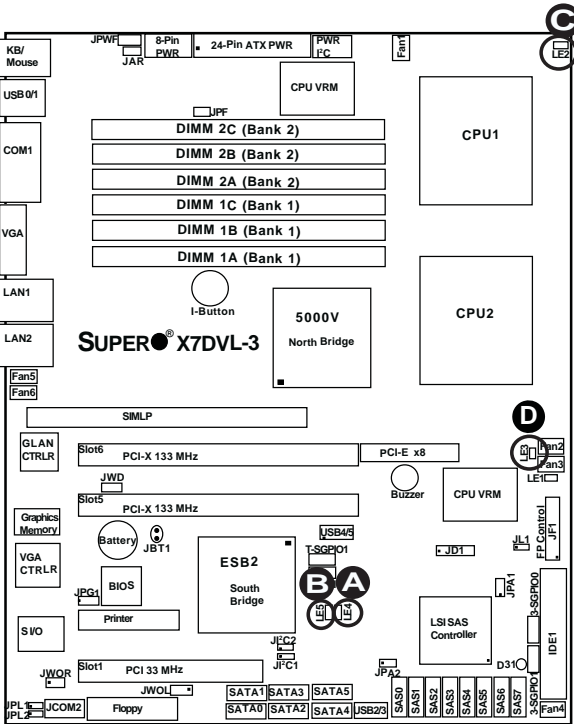 C
JPWF
8-Pin
PWR
24-Pin ATX PWR
PWR
I²C
Fan1
LE2
KB/
Mouse
JAR
USB0/1
CPU VRM
JPF
COM1
DIMM 2C (Bank 2)
DIMM 2B (Bank 2)
DIMM 2A (Bank 2)
DIMM 1C (Bank 1)
DIMM 1B (Bank 1)
DIMM 1A (Bank 1)
CPU1
VGA
LAN1
I-Button
5000V
North Bridge
CPU2
LAN2
SUPER® X7DVL-3
Fan5
Fan6
SIMLP
D
GLAN
CTRLR
Slot6
PCI-X 133 MHz
PCI-E x8
LE3
Fan2
Fan3
LE1
JWD
Buzzer
CPU VRM
Slot5
PCI-X 133 MHz
Graphics
Memory
Battery
JBT1
USB4/5
T-SGPIO1
JD1
JL1
FP Control
JF1
VGA
CTRLR
BIOS
ESB2
South
Bridge
B
A
LE5
LE4
JPA1
3-SGPIO0
JPG1
Printer
LSI SAS
Controller
IDE1
S I/O
JI²C2
JI²C1
JPA2
D31
3-SGPIO1
JWOR
Slot1
PCI 33 MHz
JWOL
SATA1
SATA3
SATA5
SAS0
SAS1
SAS2
SAS3
SAS4
SAS5
SAS6
SAS7
JPL1
JPL2
JCOM2
Floppy
SATA0
SATA2
SATA4
USB2/3
Fan4